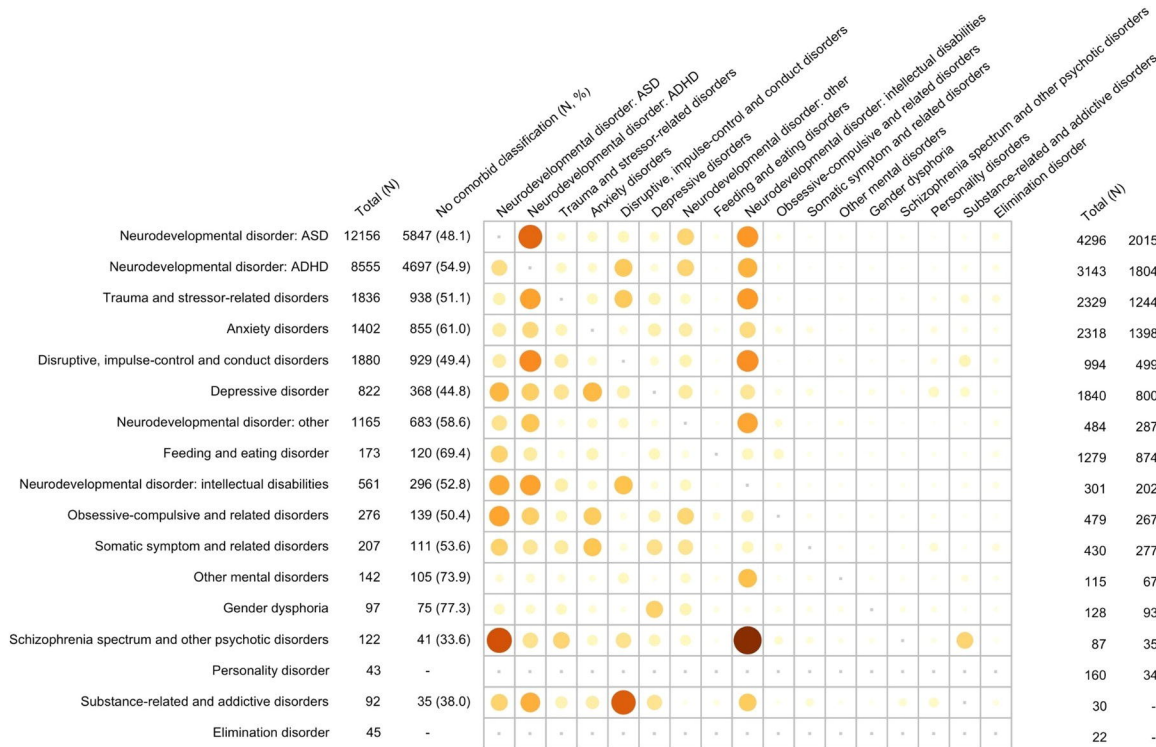 Total (N)
No comorbid classification (N, %)
Neurodevelopmental disorder: ASD
Neurodevelopmental disorder: ADHD
Trauma and stressor-related disorders
Anxiety disorders
Disruptive, impulse-control and conduct disorders
Depressive disorders
Neurodevelopmental disorder: other
Feeding and eating disorders
Neurodevelopmental disorder: intellectual disabilities
Obsessive-compulsive and related disorders
Somatic symptom and related disorders
Other mental disorders
Gender dysphoria
Schizophrenia spectrum and other psychotic disorders
Personality disorders
Substance-related and addictive disorders
Elimination disorder
Total (N)
Neurodevelopmental disorder: ASD 12156 5847 (48.1) 4296 2015
Neurodevelopmental disorder: ADHD 8555 4697 (54.9) 3143 1804
Trauma and stressor-related disorders 1836 938 (51.1) 2329 1244
Anxiety disorders 1402 855 (61.0) 2318 1398
Disruptive, impulse-control and conduct disorders 1880 929 (49.4) 994 499
Depressive disorder 822 368 (44.8) 1840 800
Neurodevelopmental disorder: other 1165 683 (58.6) 484 287
Feeding and eating disorder 173 120 (69.4) 1279 874
Neurodevelopmental disorder: intellectual disabilities 561 296 (52.8) 301 202
Obsessive-compulsive and related disorders 276 139 (50.4) 479 267
Somatic symptom and related disorders 207 111 (53.6) 430 277
Other mental disorders 142 105 (73.9) 115 67
Gender dysphoria 97 75 (77.3) 128 93
Schizophrenia spectrum and other psychotic disorders 122 41 (33.6) 87 35
Personality disorder 43 - 160 34
Substance-related and addictive disorders 92 35 (38.0) 30 -
Elimination disorder 45 - 22 -